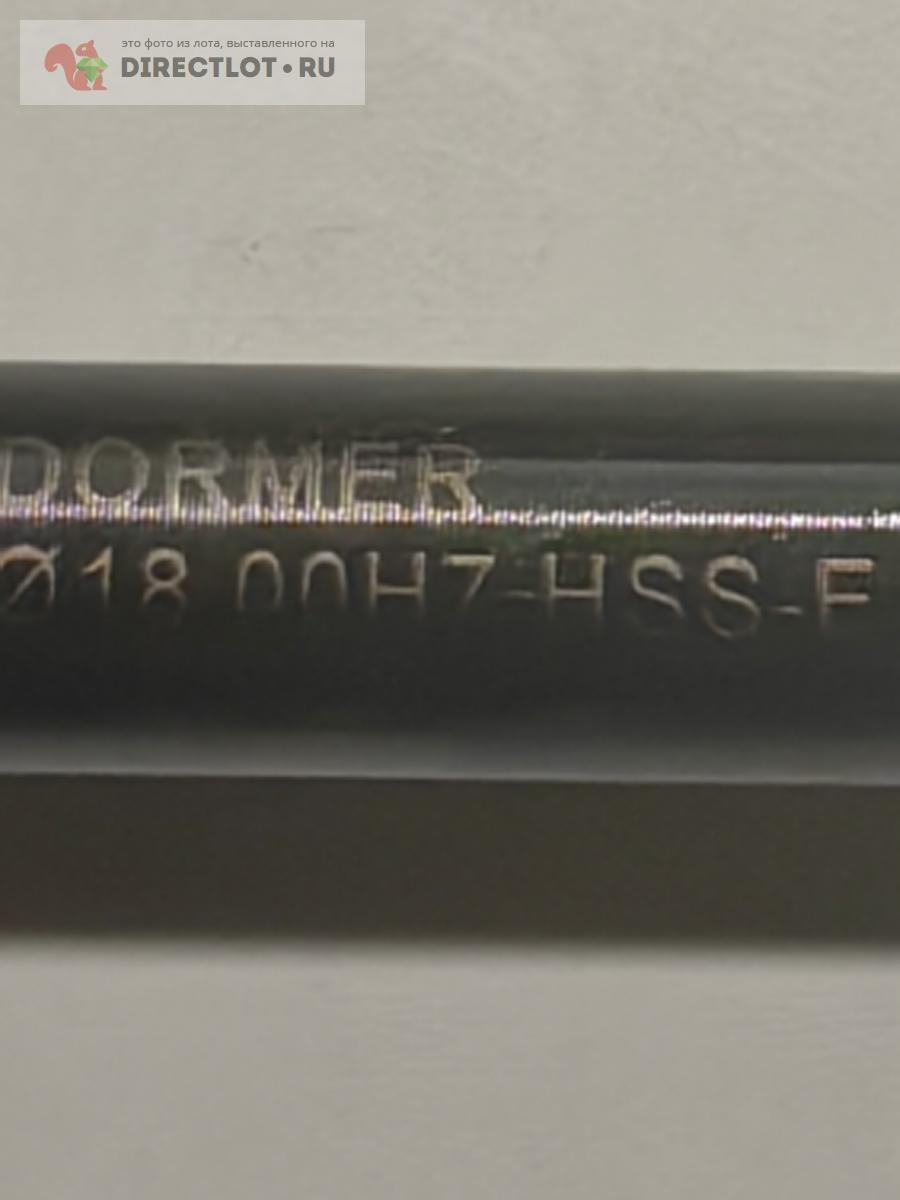 это фото из лота, выставленного на
DIRECTLOT•RU
DORMER
Ø18.00H7-HSS-E